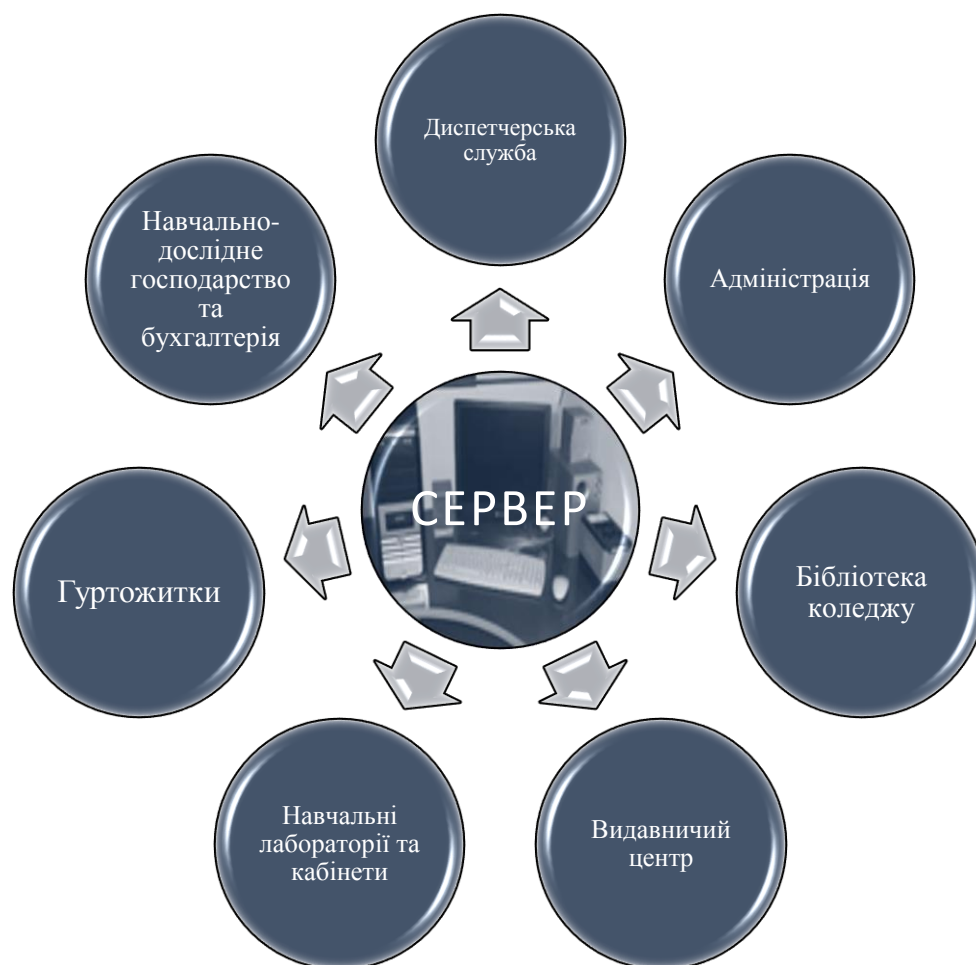 Диспетчерська
служба
Навчально-
дослідне
господарство
та
бухгалтерія
Адміністрація
СЕРВЕР
Гуртожитки
Бібліотека
коледжу
Навчальні
лабораторії та
кабінети
Видавничий
центр